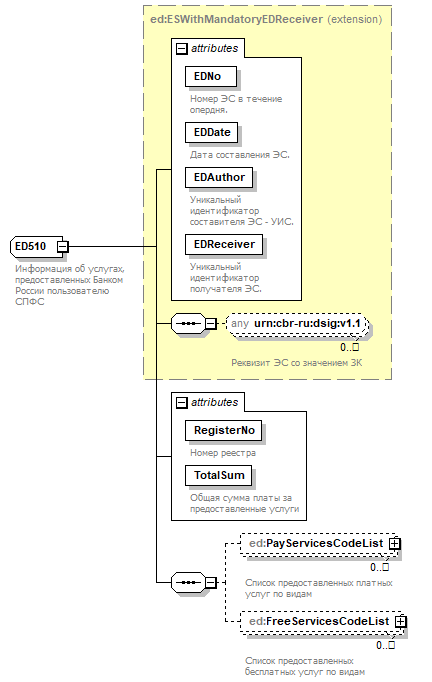 ed:ESWithMandatoryEDReceiver (extension)
attributes
EDNo
Номер ЭС в течение
опердня.
EDDate
Дата составления ЭС.
EDAuthor
Уникальный
идентификатор
составителя ЭС - УИС.
EDReceiver
Уникальный
идентификатор
получателя ЭС.
ED510
Информация об услугах,
предоставленных Банком
России пользователю
СПФС
any urn:cbr-ru:dsig:v1.1
0..□
Реквизит ЭС со значением ЗК
attributes
RegisterNo
Номер реестра
TotalSum
Общая сумма платы за
предоставленные услуги
ed:PayServicesCodeList
0..□
Список предоставленных платных
услуг по видам
ed:FreeServicesCodeList
0..□
Список предоставленных
бесплатных услуг по видам